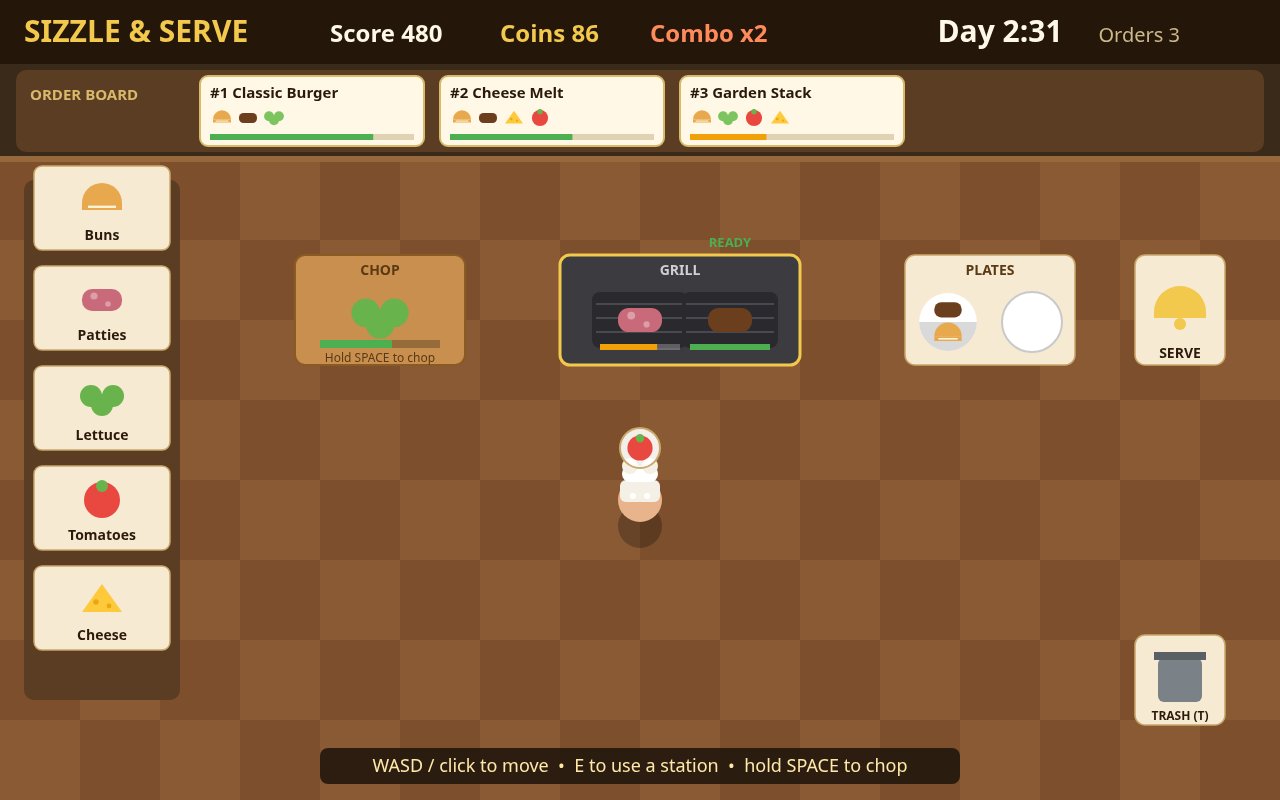 SIZZLE & SERVE
Score 480
Coins 86
Combo x2
Day 2:31
Orders 3
ORDER BOARD
#1 Classic Burger
#2 Cheese Melt
#3 Garden Stack
Buns
Patties
Lettuce
Tomatoes
Cheese
CHOP
Hold SPACE to chop
READY
GRILL
PLATES
SERVE
TRASH (T)
WASD / click to move • E to use a station • hold SPACE to chop